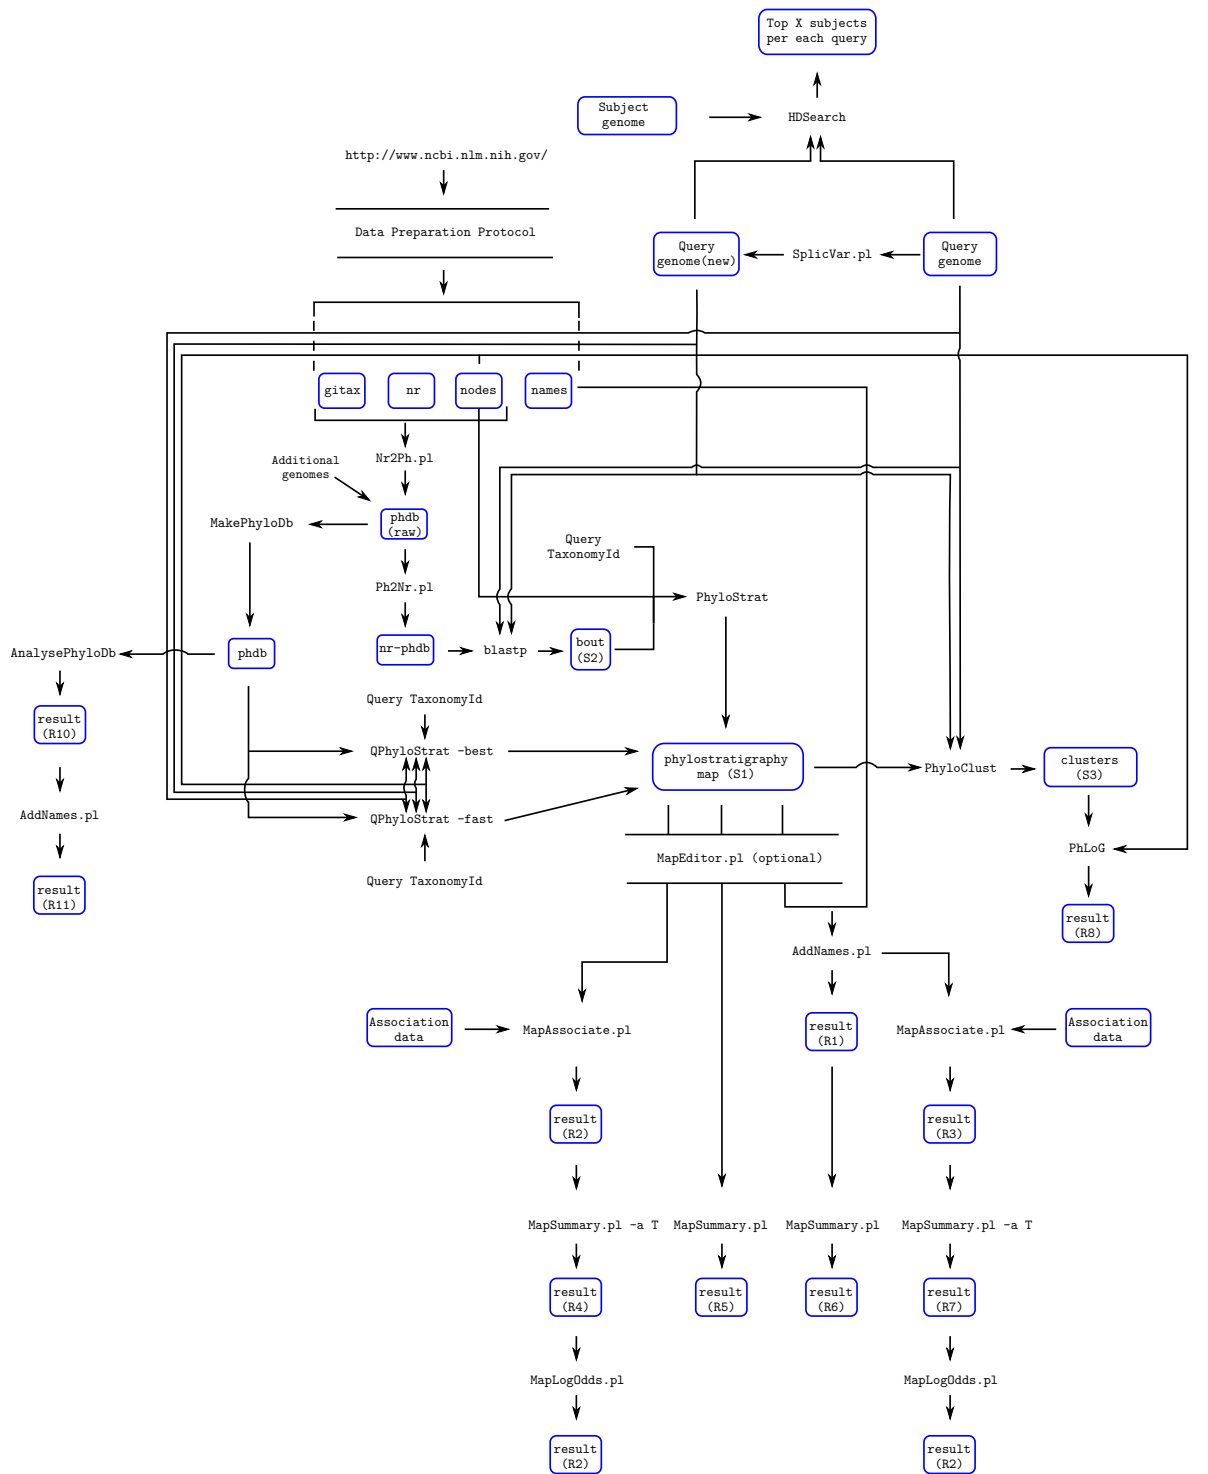 Top X subjects
per each query
Subject
genome
HDSearch
http://www.ncbi.nlm.nih.gov/
Data Preparation Protocol
Query
genome(new)
SplicVar.pl
Query
genome
gitax
nr
nodes
names
Nr2Ph.pl
Additional
genomes
phdb
(raw)
MakePhyloDb
Query
TaxonomyId
Ph2Nr.pl
PhyloStrat
AnalysePhyloDb
phdb
nr-phdb
blastp
bout
(S2)
Query TaxonomyId
result
(R10)
QPhyloStrat -best
phylostratigraphy
map (S1)
PhyloClust
clusters
(S3)
AddNames.pl
QPhyloStrat -fast
MapEditor.pl (optional)
PhLoG
Query TaxonomyId
result
(R11)
result
(R8)
AddNames.pl
Association
data
MapAssociate.pl
result
(R1)
MapAssociate.pl
Association
data
result
(R2)
result
(R3)
MapSummary.pl -a T
MapSummary.pl
MapSummary.pl
MapSummary.pl -a T
result
(R4)
result
(R5)
result
(R6)
result
(R7)
MapLogOdds.pl
MapLogOdds.pl
result
(R2)
result
(R2)